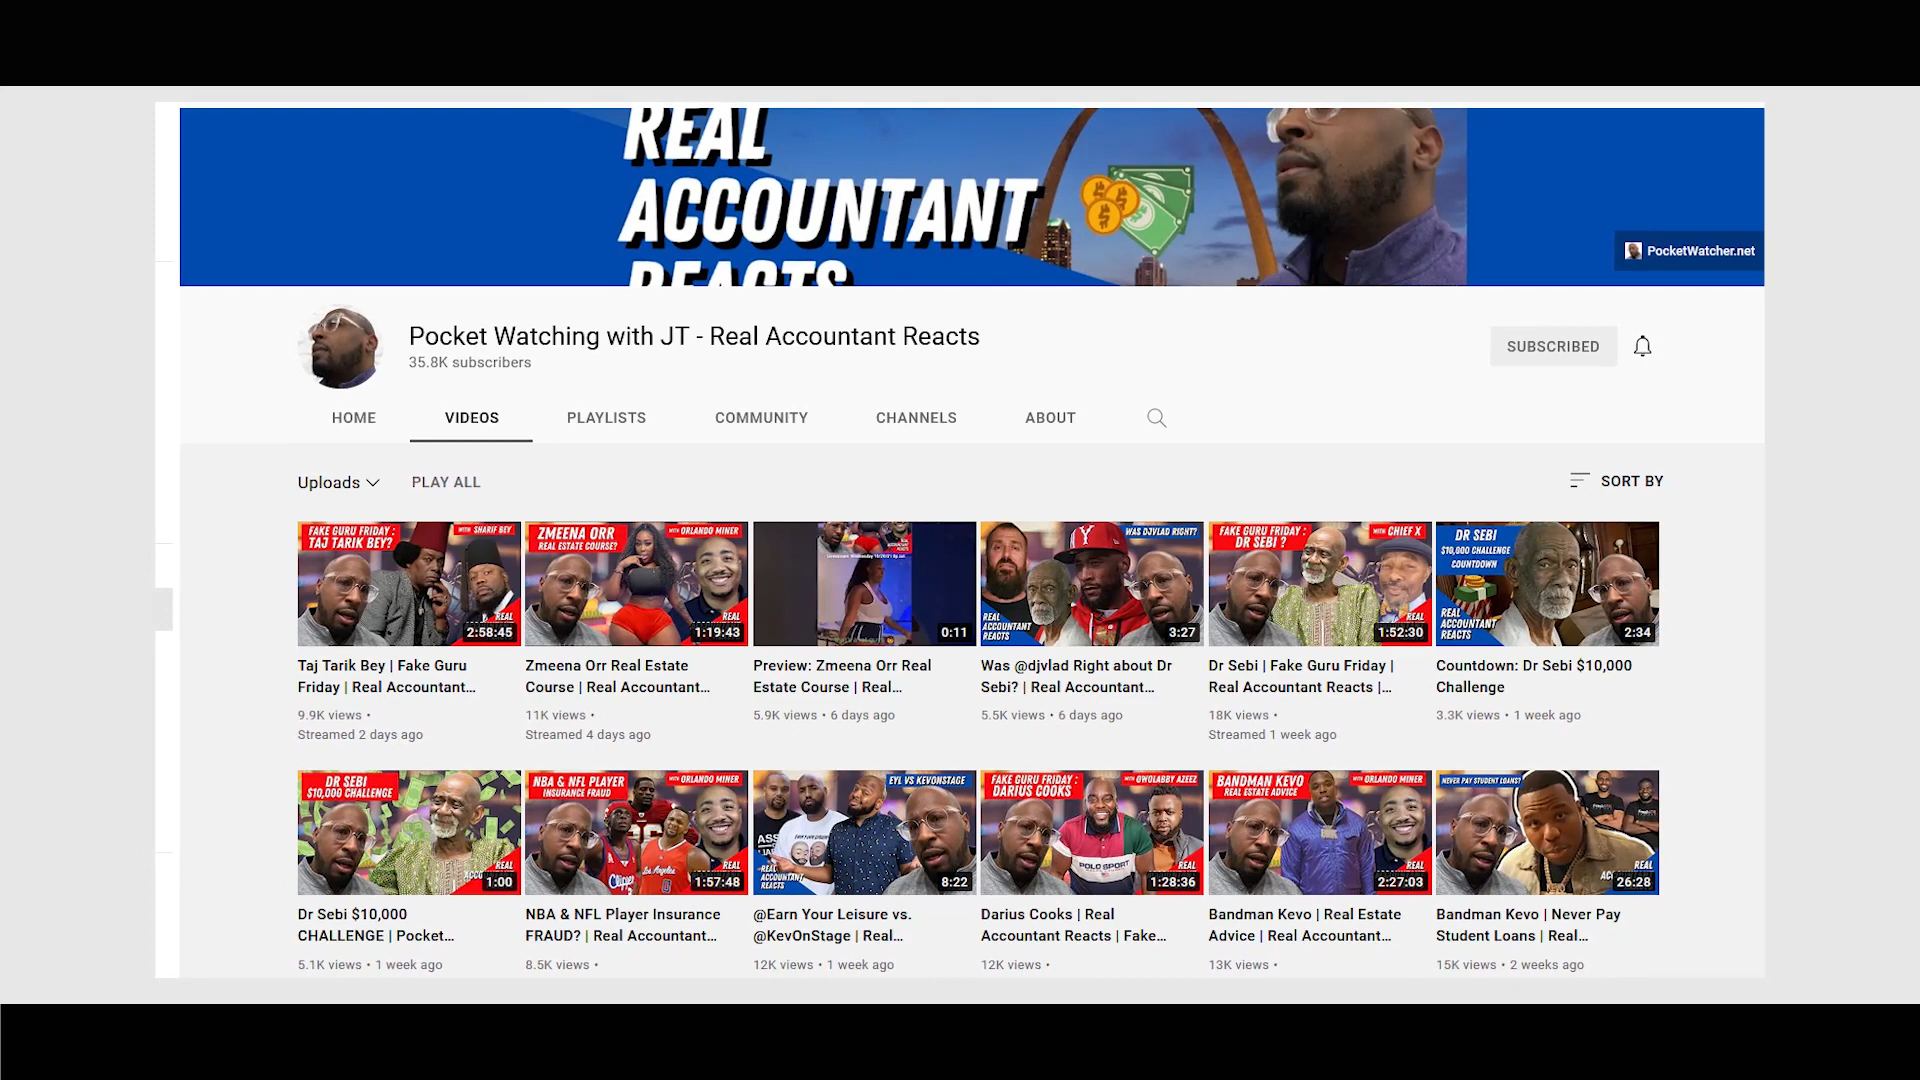 REAL
ACCOUNTANT
REACTS
PocketWatcher.net
Pocket Watching with JT - Real Accountant Reacts
35.8K subscribers
SUBSCRIBED
HOME
VIDEOS
PLAYLISTS
COMMUNITY
CHANNELS
ABOUT
Uploads
PLAY ALL
SORT BY
FAKE GURU FRIDAY :
TAJ TARIK BEY?
WITH SHARIF BEY
REAL
2:58:45
Taj Tarik Bey | Fake Guru
Friday | Real Accountant...
9.9K views •
Streamed 2 days ago
ZMEENA ORR
REAL ESTATE COURSE?
WITH ORLANDO MINER
REAL
1:19:43
Zmeena Orr Real Estate
Course | Real Accountant...
11K views •
Streamed 4 days ago
0:11
Preview: Zmeena Orr Real
Estate Course | Real...
5.9K views • 6 days ago
WAS DJVLAD RIGHT?
REAL
ACCOUNTANT
REACTS
3:27
Was @djvlad Right about Dr
Sebi? | Real Accountant...
5.5K views • 6 days ago
FAKE GURU FRIDAY :
DR SEBI ?
WITH CHIEF X
REAL
1:52:30
Dr Sebi | Fake Guru Friday |
Real Accountant Reacts |...
18K views •
Streamed 1 week ago
DR SEBI
$10,000 CHALLENGE
COUNTDOWN
REAL
ACCOUNTANT
REACTS
2:34
Countdown: Dr Sebi $10,000
Challenge
3.3K views • 1 week ago
DR SEBI
$10,000 CHALLENGE
REAL
1:00
Dr Sebi $10,000
CHALLENGE | Pocket...
5.1K views • 1 week ago
NBA & NFL PLAYER
INSURANCE FRAUD
WITH ORLANDO MINER
Clippers
Los Angeles
REAL
1:57:48
NBA & NFL Player Insurance
FRAUD? | Real Accountant...
8.5K views •
EYL VS KEVONSTAGE
REAL
ACCOUNTANT
REACTS
8:22
@Earn Your Leisure vs.
@KevOnStage | Real...
12K views • 1 week ago
FAKE GURU FRIDAY :
DARIUS COOKS
WITH QWOLABBY AZEEZ
POLO SPORT
REAL
1:28:36
Darius Cooks | Real
Accountant Reacts | Fake...
12K views •
BANDMAN KEVO
REAL ESTATE ADVICE
WITH ORLANDO MINER
REAL
2:27:03
Bandman Kevo | Real Estate
Advice | Real Accountant...
13K views •
NEVER PAY STUDENT LOANS?
REAL
26:28
Bandman Kevo | Never Pay
Student Loans | Real...
15K views • 2 weeks ago